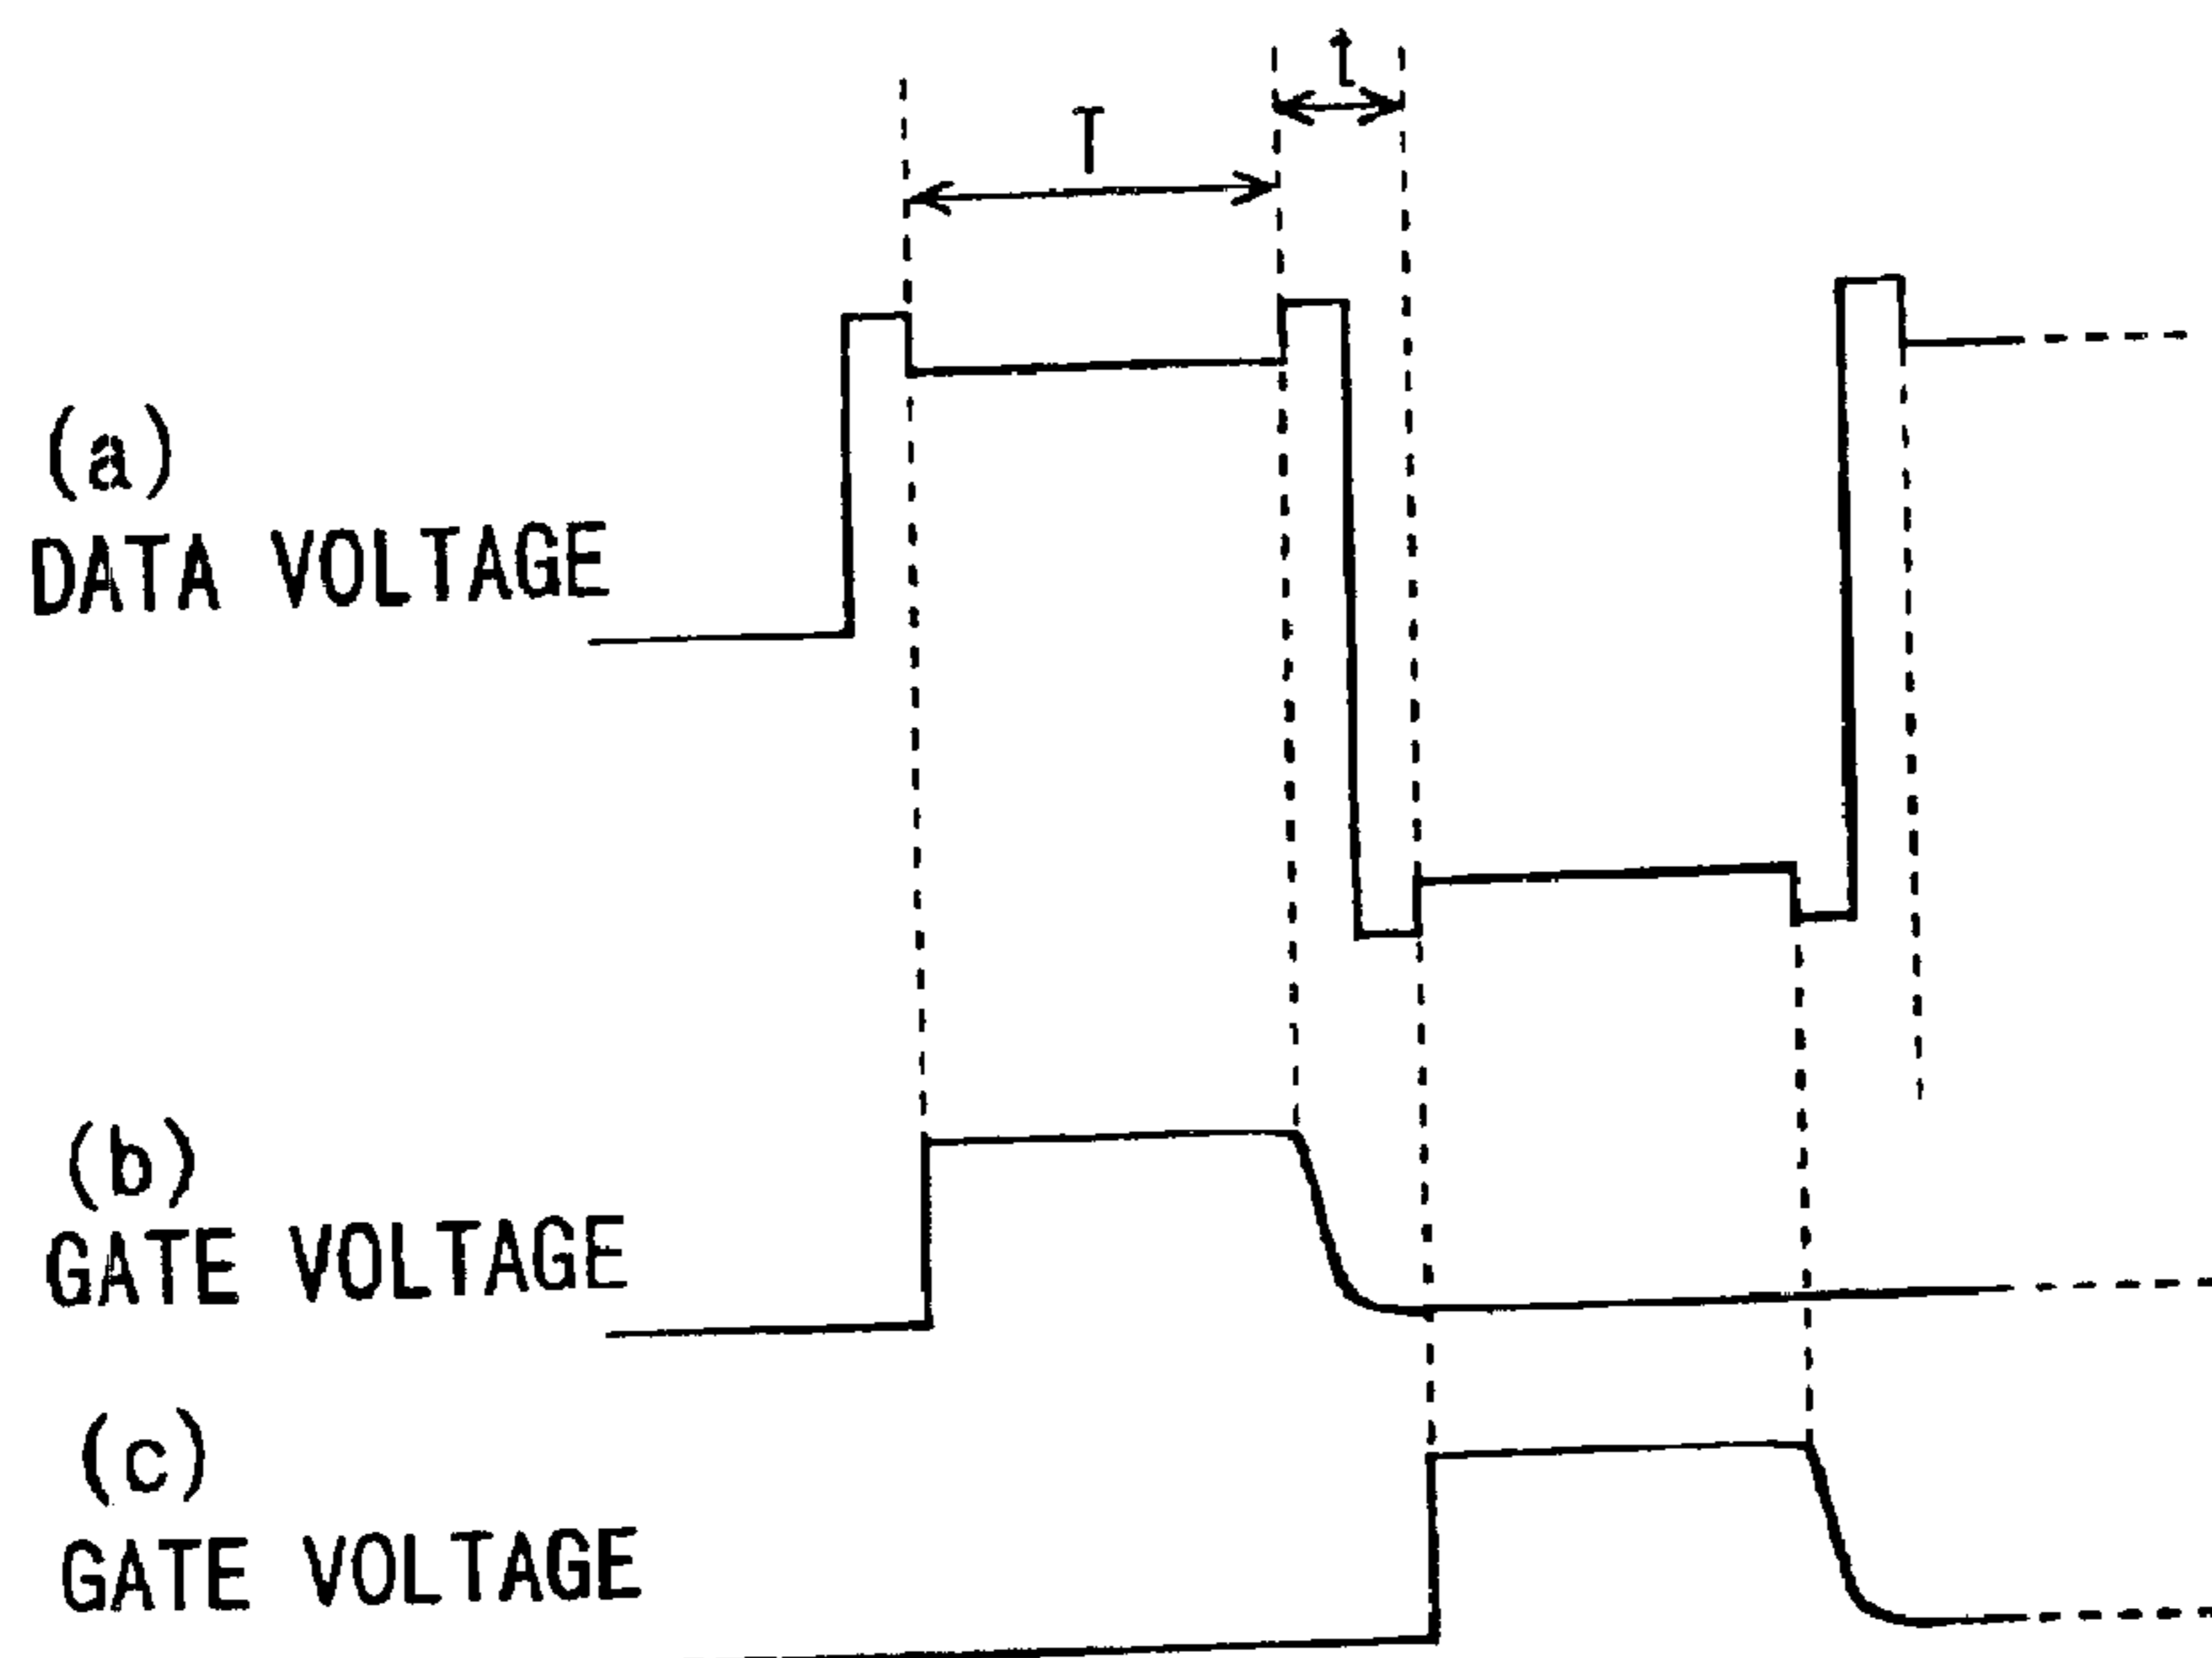 t
T
(a)
DATA VOLTAGE
(b)
GATE VOLTAGE
(c)
GATE VOLTAGE